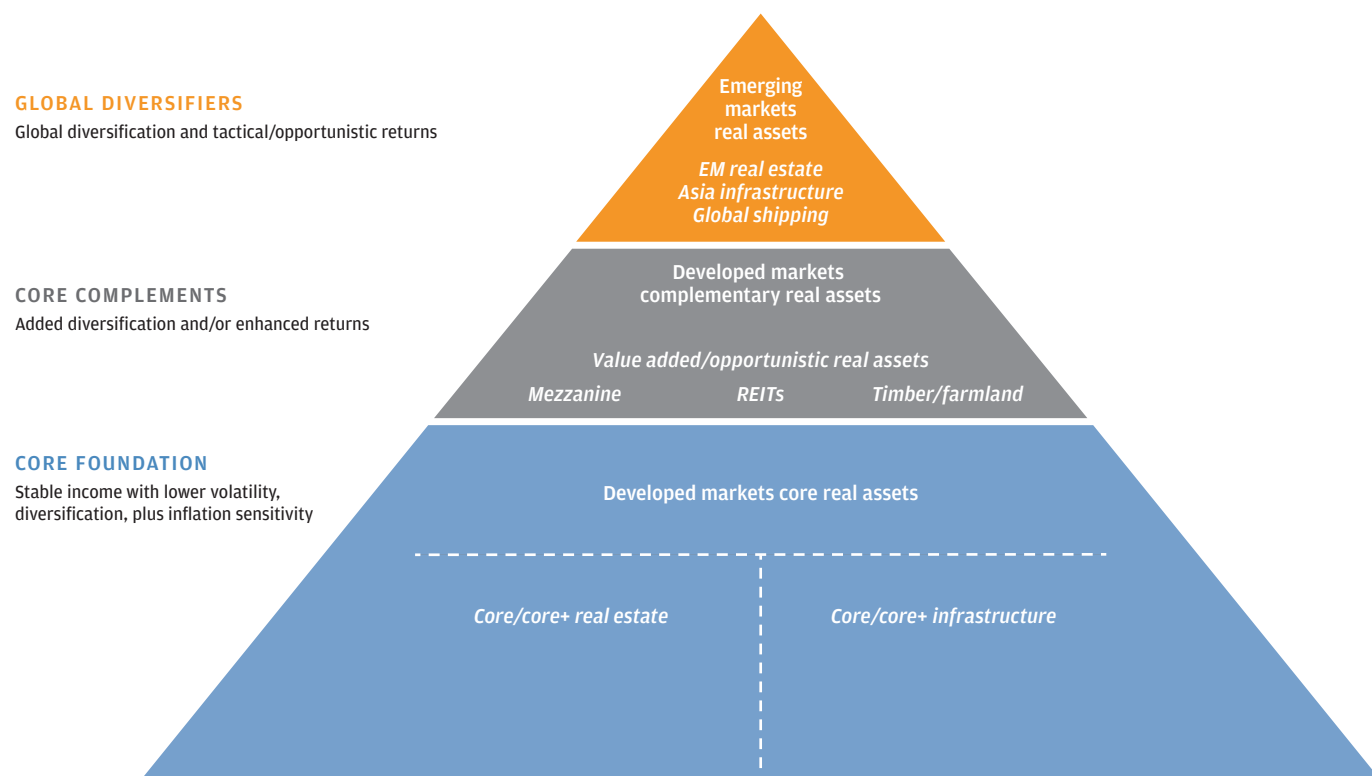 GLOBAL DIVERSIFIERS
Global diversification and tactical/opportunistic returns
Emerging
markets
real assets
EM real estate
Asia infrastructure
Global shipping
CORE COMPLEMENTS
Added diversification and/or enhanced returns
Developed markets
complementary real assets
Value added/opportunistic real assets
Mezzanine REITs Timber/farmland
CORE FOUNDATION
Stable income with lower volatility,
diversification, plus inflation sensitivity
Developed markets core real assets
Core/core+ real estate Core/core+ infrastructure